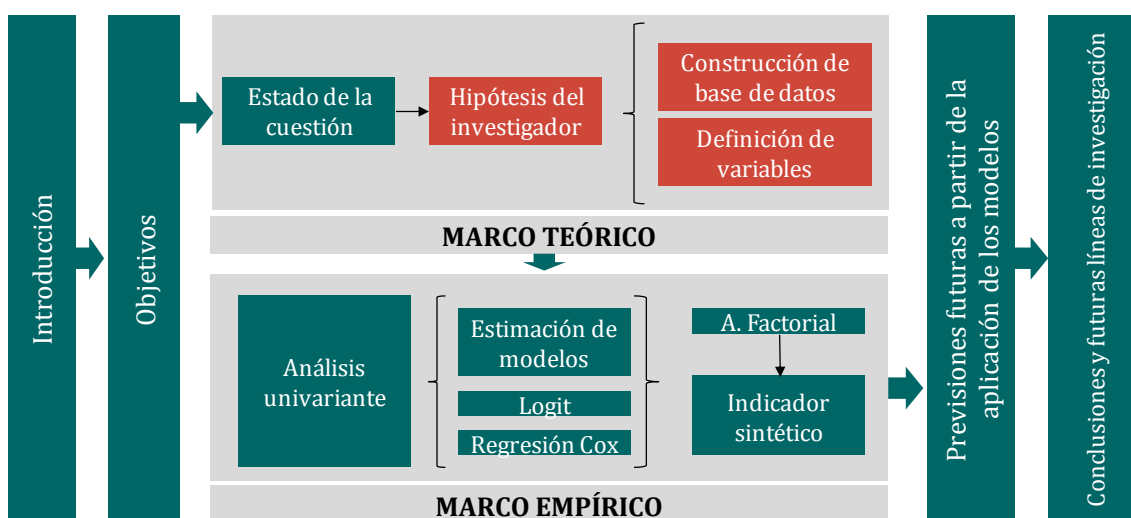 Introducción
Objetivos
Estado de la
cuestión
Hipótesis del
investigador
Construcción de
base de datos
Definición de
variables
MARCO TEÓRICO
Análisis
univariante
Estimación de
modelos
Logit
Regresión Cox
A. Factorial
Indicador
sintético
MARCO EMPÍRICO
Previsiones futuras a partir de la
aplicación de los modelos
Conclusiones y futuras líneas de investigación